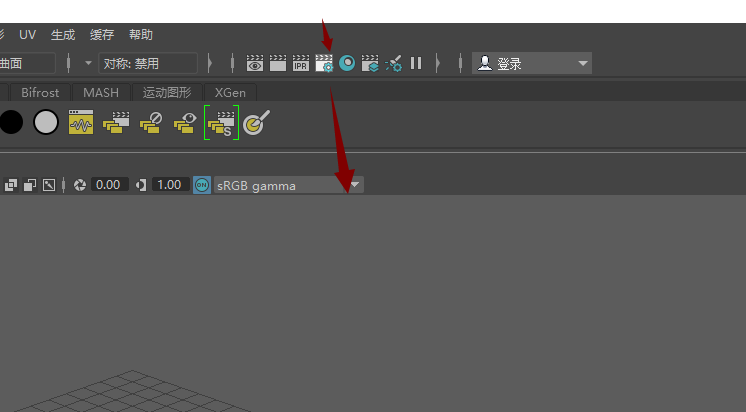 UV 生成 缓存 帮助
曲面 对称: 禁用 IPR 登录
Bifrost MASH 运动图形 XGen
S
0.00 1.00 ON sRGB gamma